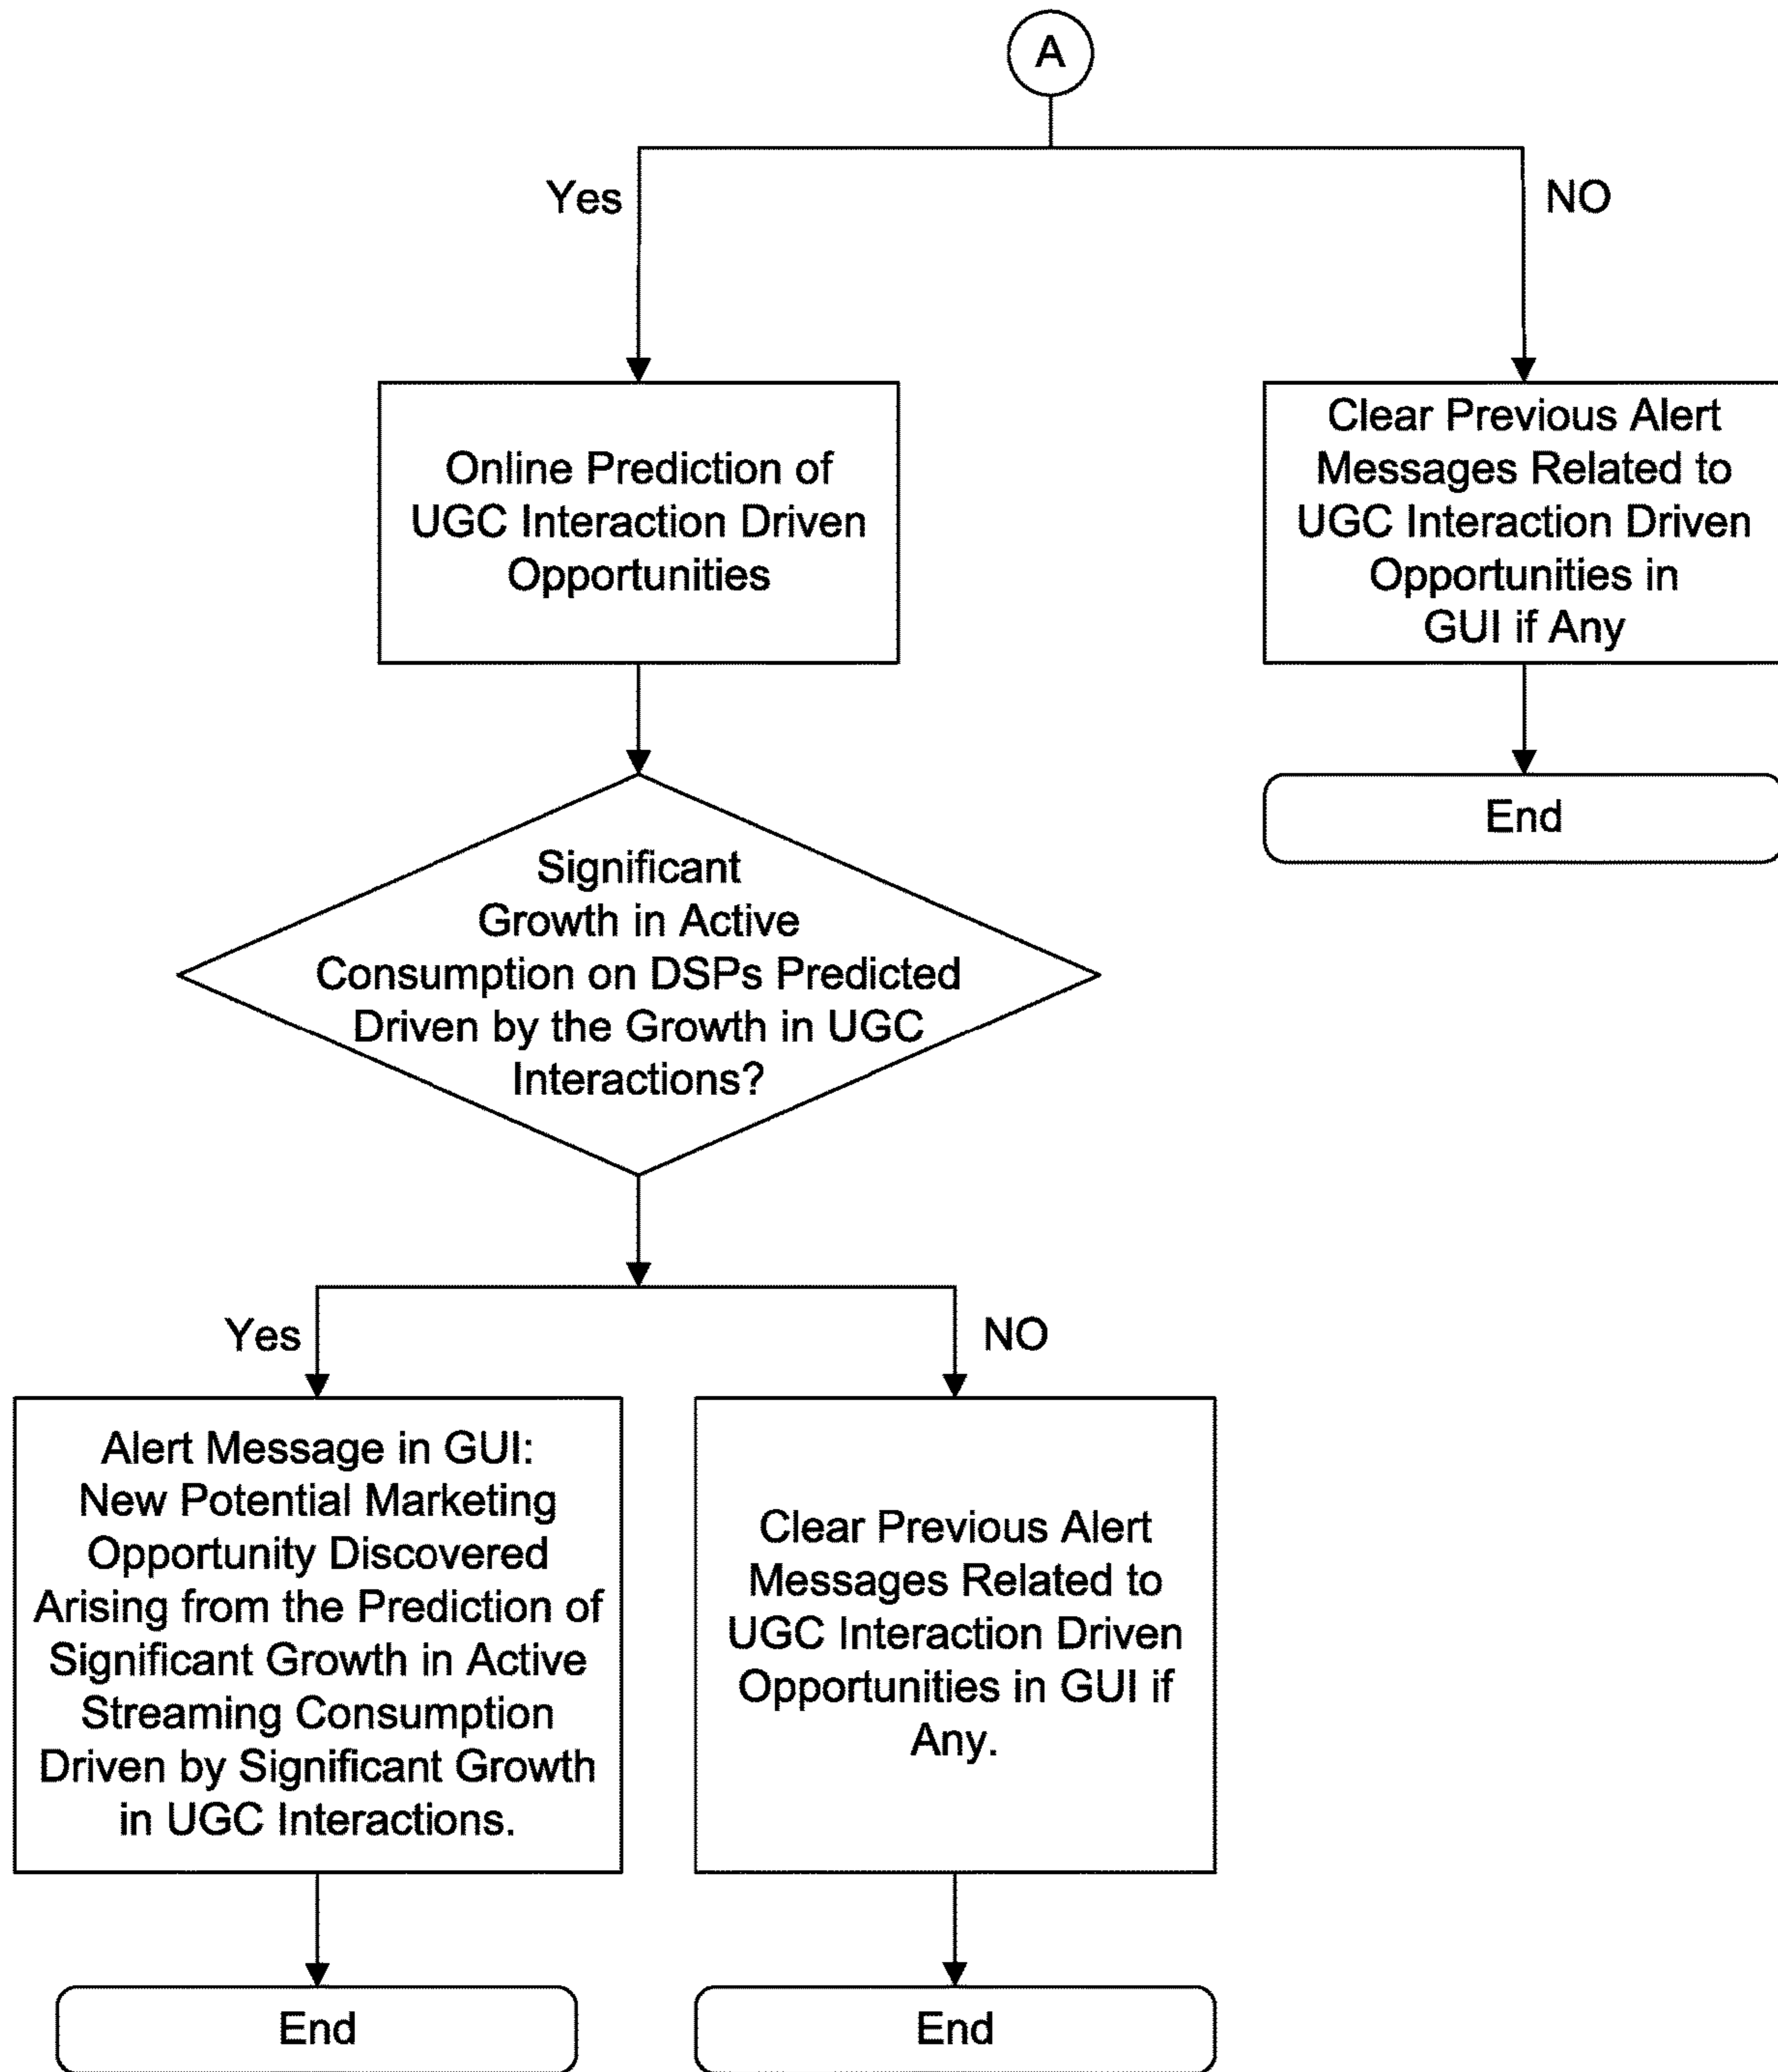 A
Yes
NO
Online Prediction of
UGC Interaction Driven
Opportunities
Clear Previous Alert
Messages Related to
UGC Interaction Driven
Opportunities in
GUI if Any
End
Significant
Growth in Active
Consumption on DSPs Predicted
Driven by the Growth in UGC
Interactions?
Yes
NO
Alert Message in GUI:
New Potential Marketing
Opportunity Discovered
Arising from the Prediction of
Significant Growth in Active
Streaming Consumption
Driven by Significant Growth
in UGC Interactions.
Clear Previous Alert
Messages Related to
UGC Interaction Driven
Opportunities in GUI if
Any.
End
End